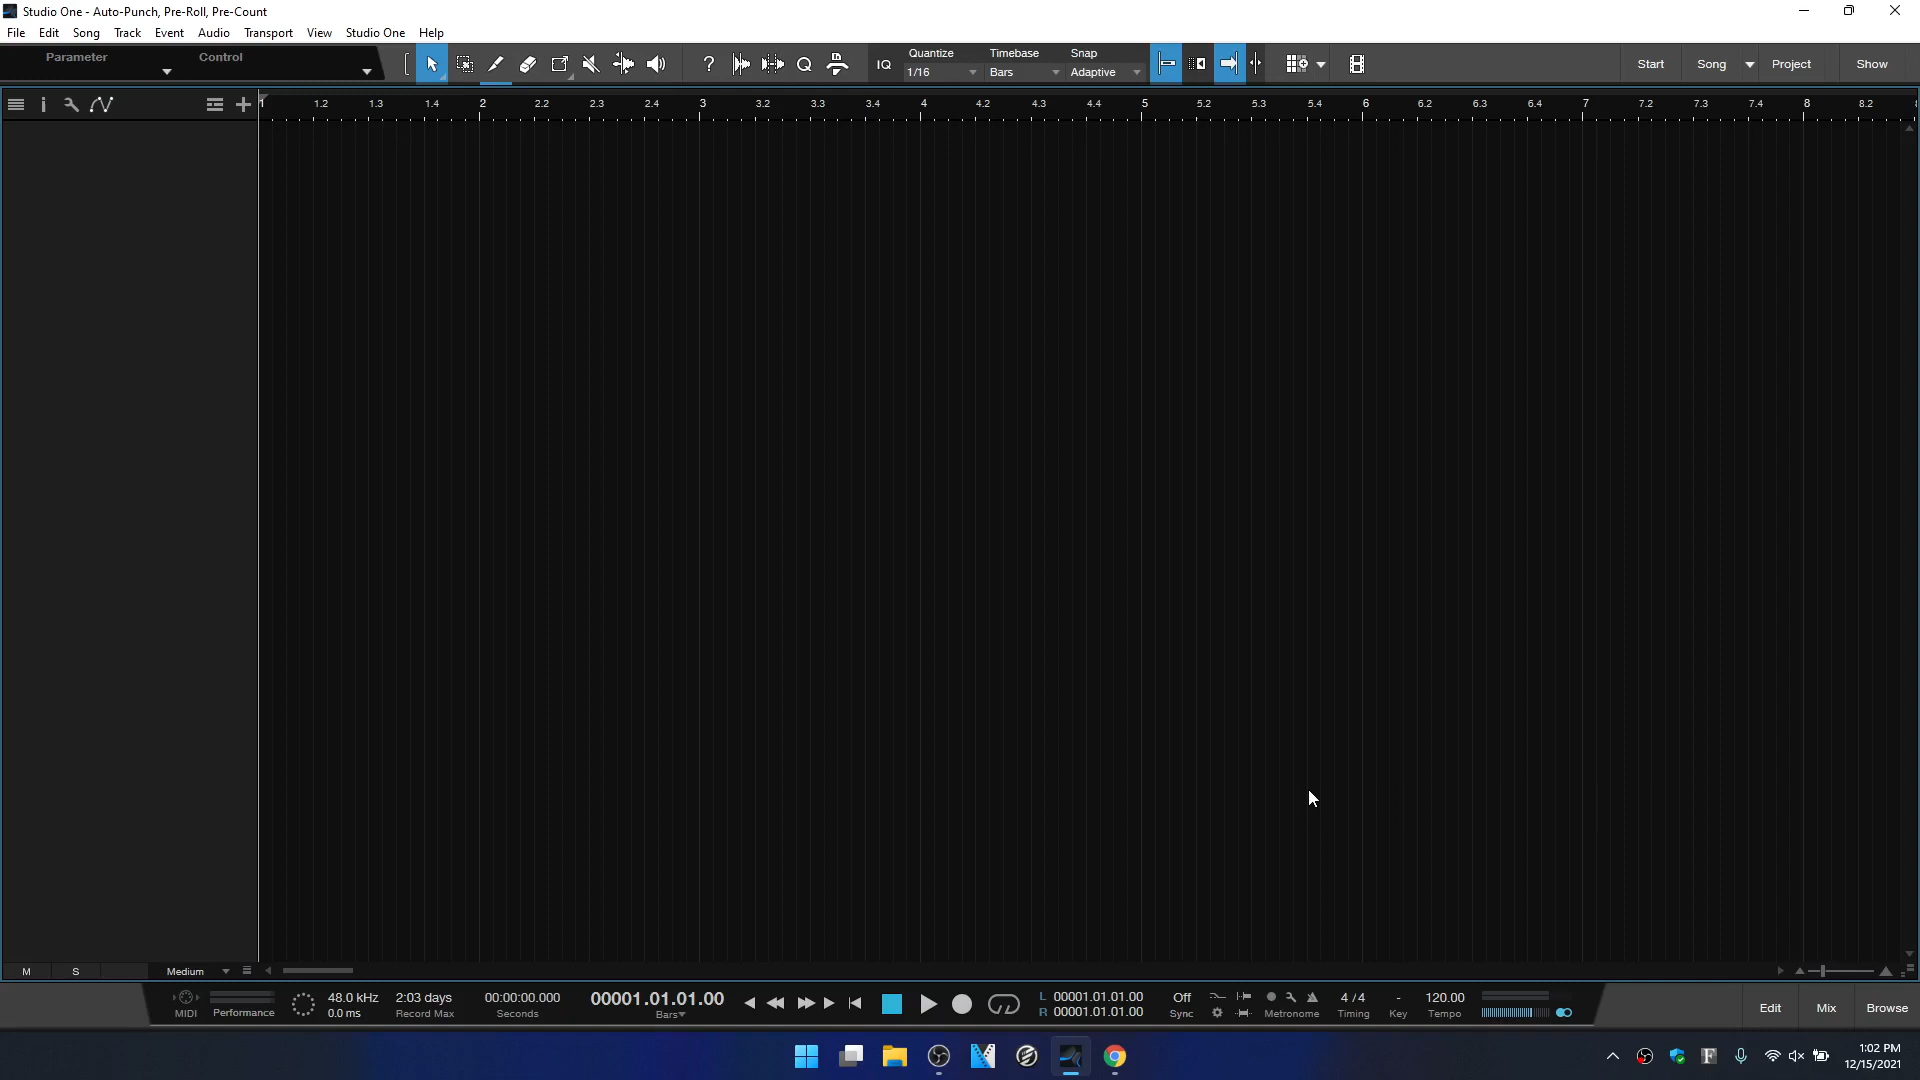 Studio One - Auto-Punch, Pre-Roll, Pre-Count
File Edit Song Track Event Audio Transport View Studio One Help
Parameter Control
IQ Quantize Timebase Snap
1/16 Bars Adaptive
Start Song Project Show
1 1.2 1.3 1.4 2 2.2 2.3 2.4 3 3.2 3.3 3.4 4 4.2 4.3 4.4 5 5.2 5.3 5.4 6 6.2 6.3 6.4 7 7.2 7.3 7.4 8 8.2
M S Medium
MIDI Performance
48.0 kHz
0.0 ms
2:03 days
Record Max
00:00:00.000
Seconds
00001.01.01.00
Bars
L 00001.01.01.00
R 00001.01.01.00
Off
Sync
Metronome
4 / 4
Timing
-
Key
120.00
Tempo
Edit Mix Browse
1:02 PM
12/15/2021